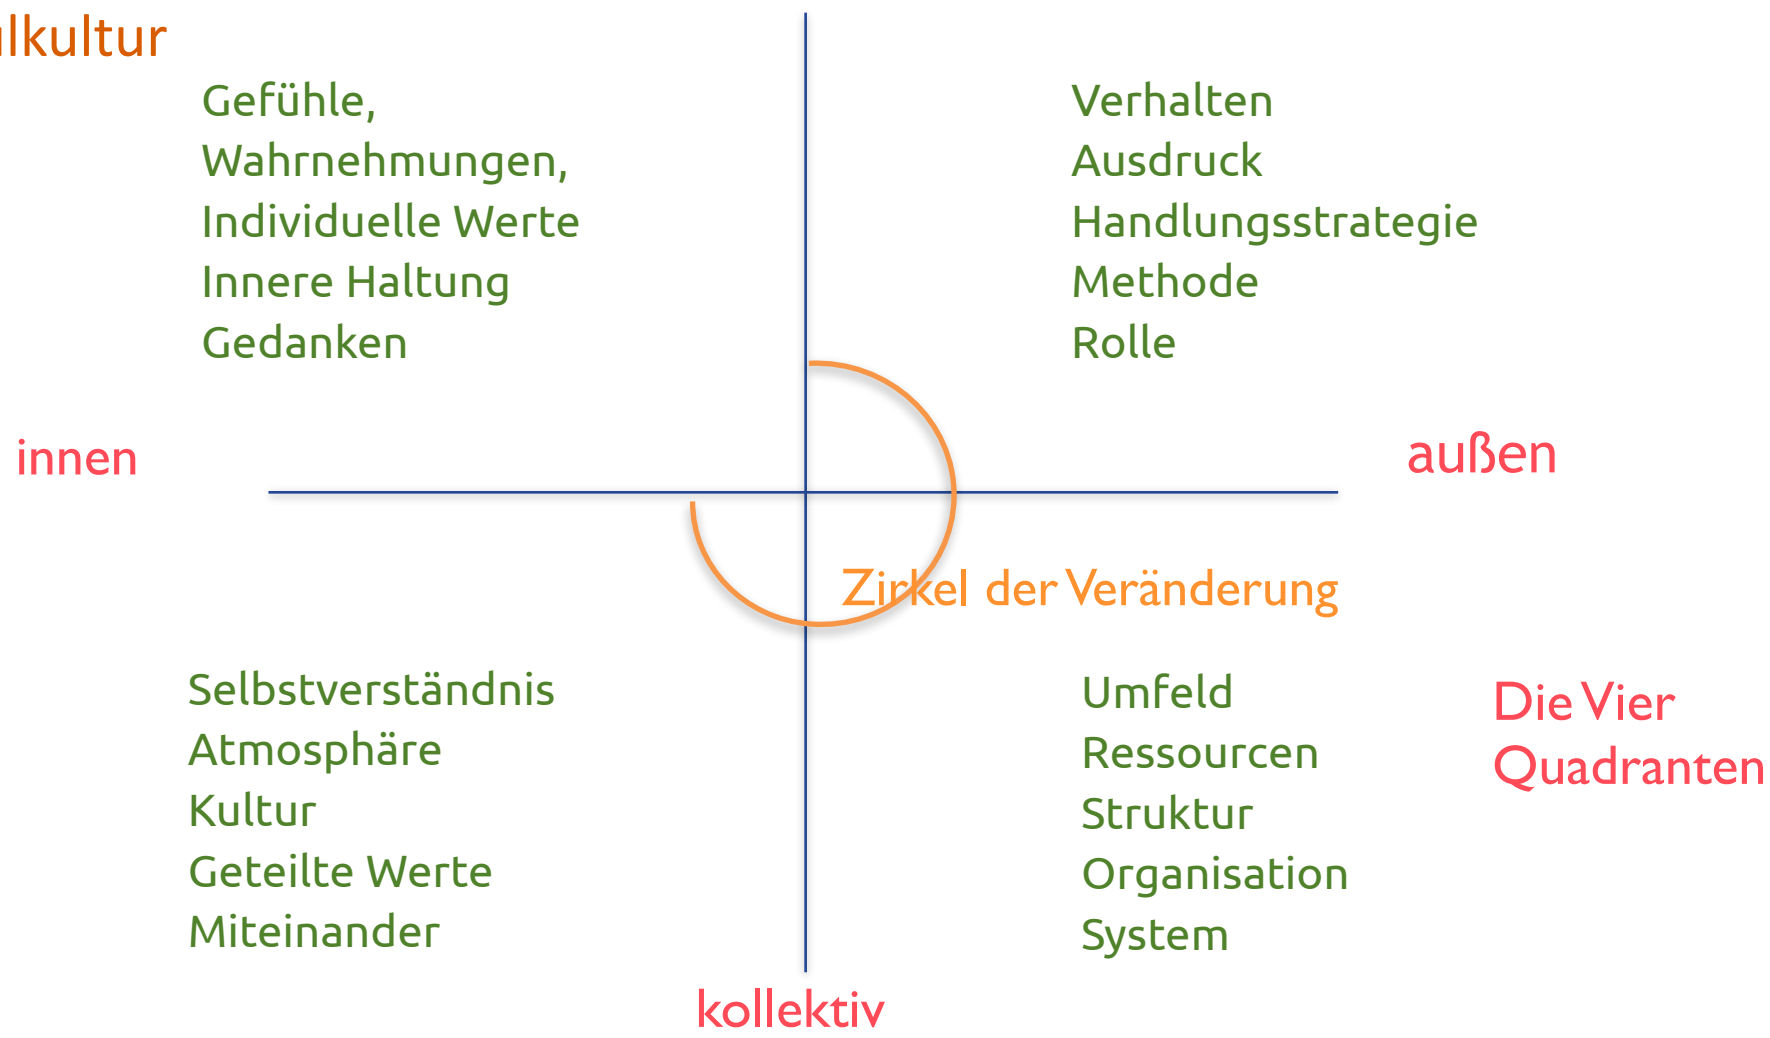 lkultur
Gefühle,
Wahrnehmungen,
Individuelle Werte
Innere Haltung
Gedanken
Verhalten
Ausdruck
Handlungsstrategie
Methode
Rolle
innen
außen
Zirkel der Veränderung
Selbstverständnis
Atmosphäre
Kultur
Geteilte Werte
Miteinander
Umfeld
Ressourcen
Struktur
Organisation
System
Die Vier
Quadranten
kollektiv